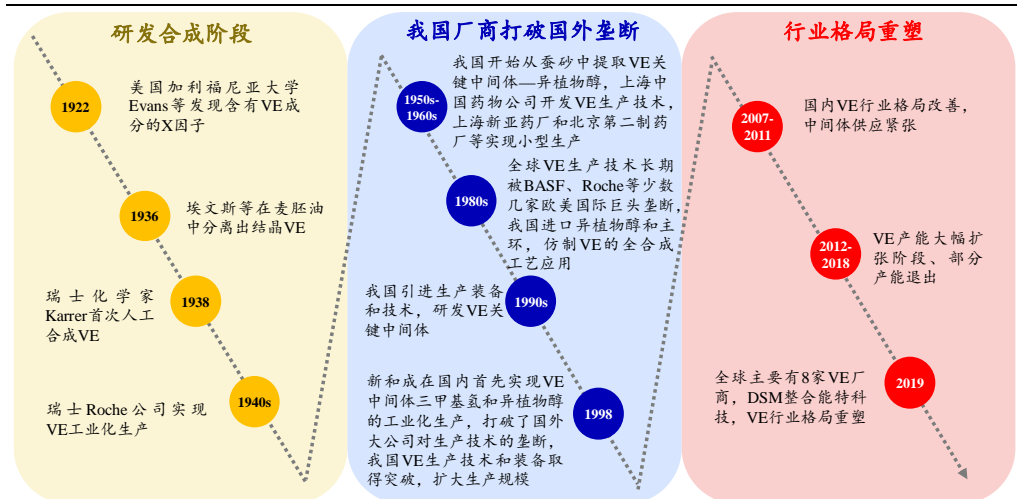 研发合成阶段
1922
美国加利福尼亚大学
Evans等发现含有VE成
分的X因子
1936
埃文斯等在麦胚油
中分离出结晶VE
瑞士化学家
Karrer首次人工
合成VE
1938
瑞士Roche公司实现
VE工业化生产
1940s
我国厂商打破国外垄断
1950s-
1960s
我国开始从蚕砂中提取VE关
键中间体—异植物醇，上海中
国药物公司开发VE生产技术，
上海新亚药厂和北京第二制药
厂等实现小型生产
1980s
全球VE生产技术长期
被BASF、Roche等少数
几家欧美国际巨头垄断，
我国进口异植物醇和主
环，仿制VE的全合成
工艺应用
我国引进生产装备
和技术，研发VE关
键中间体
1990s
新和成在国内首先实现VE
中间体三甲基氢和异植物醇
的工业化生产，打破了国外
大公司对生产技术的垄断，
我国VE生产技术和装备取
得突破，扩大生产规模
1998
行业格局重塑
2007-
2011
国内VE行业格局改善，
中间体供应紧张
2012-
2018
VE产能大幅扩
张阶段、部分
产能退出
全球主要有8家VE厂
商，DSM整合能特科
技，VE行业格局重塑
2019